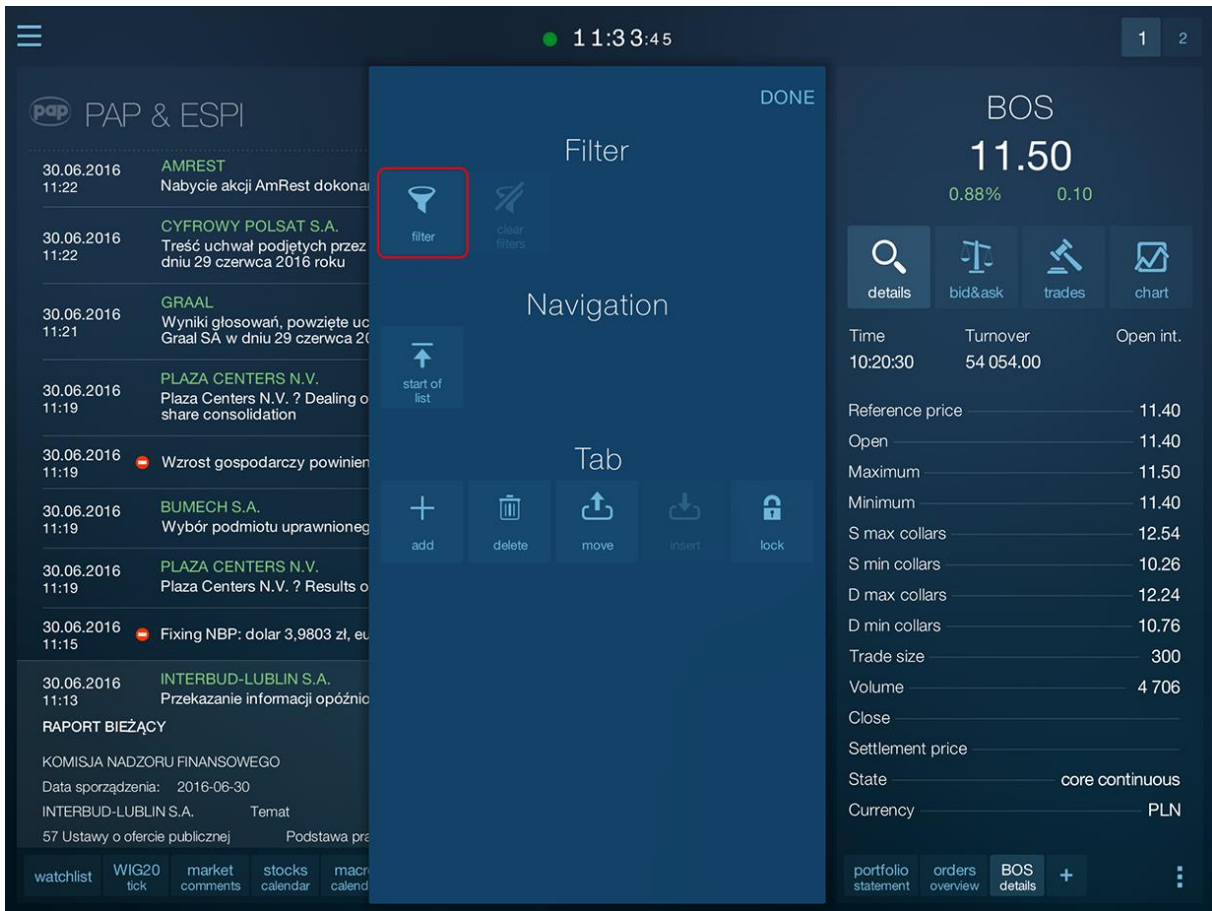 11:33:45
1 2
pap PAP & ESPI
30.06.2016 AMREST
11:22 Nabycie akcji AmRest
30.06.2016 CYFROWY POLSAT S.A.
11:22 Treść uchwał podjętych przez
dniu 29 czerwca 2016 roku
30.06.2016 GRAAL
11:21 Wyniki głosowań, powzięte
Graal SA w dniu 29 czerwca
30.06.2016 PLAZA CENTERS N.V.
11:19 Plaza Centers N.V. ? Dealing
share consolidation
30.06.2016 Wzrost gospodarczy powinien
11:19
30.06.2016 BUMECH S.A.
11:19 Wybór podmiotu
30.06.2016 PLAZA CENTERS N.V.
11:19 Plaza Centers N.V. ? Results
30.06.2016 Fixing NBP: dolar 3,9803 zł,
11:15
30.06.2016 INTERBUD-LUBLIN S.A.
11:13 Przekazanie informacji
RAPORT BIEŻĄCY
KOMISJA NADZORU FINANSOWEGO
Data sporządzenia: 2016-06-30
INTERBUD-LUBLIN S.A. Temat
57 Ustawy o ofercie publicznej Podstawa
watchlist
WIG20
tick
market
comments
stocks
calendar
DONE
Filter
filter
clear
filters
Navigation
start of
list
Tab
add delete move insert lock
BOS
11.50
0.88% 0.10
details bid&ask trades chart
Time Turnover Open int.
10:20:30 54 054.00
Reference price 11.40
Open 11.40
Maximum 11.50
Minimum 11.40
S max collars 12.54
S min collars 10.26
D max collars 12.24
D min collars 10.76
Trade size 300
Volume 4 706
Close
Settlement price
State core continuous
Currency PLN
portfolio
statement
orders
overview
BOS
details
+